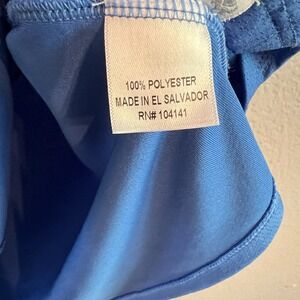 100% POLYESTER
MADE IN EL SALVADOR
RN# 104141